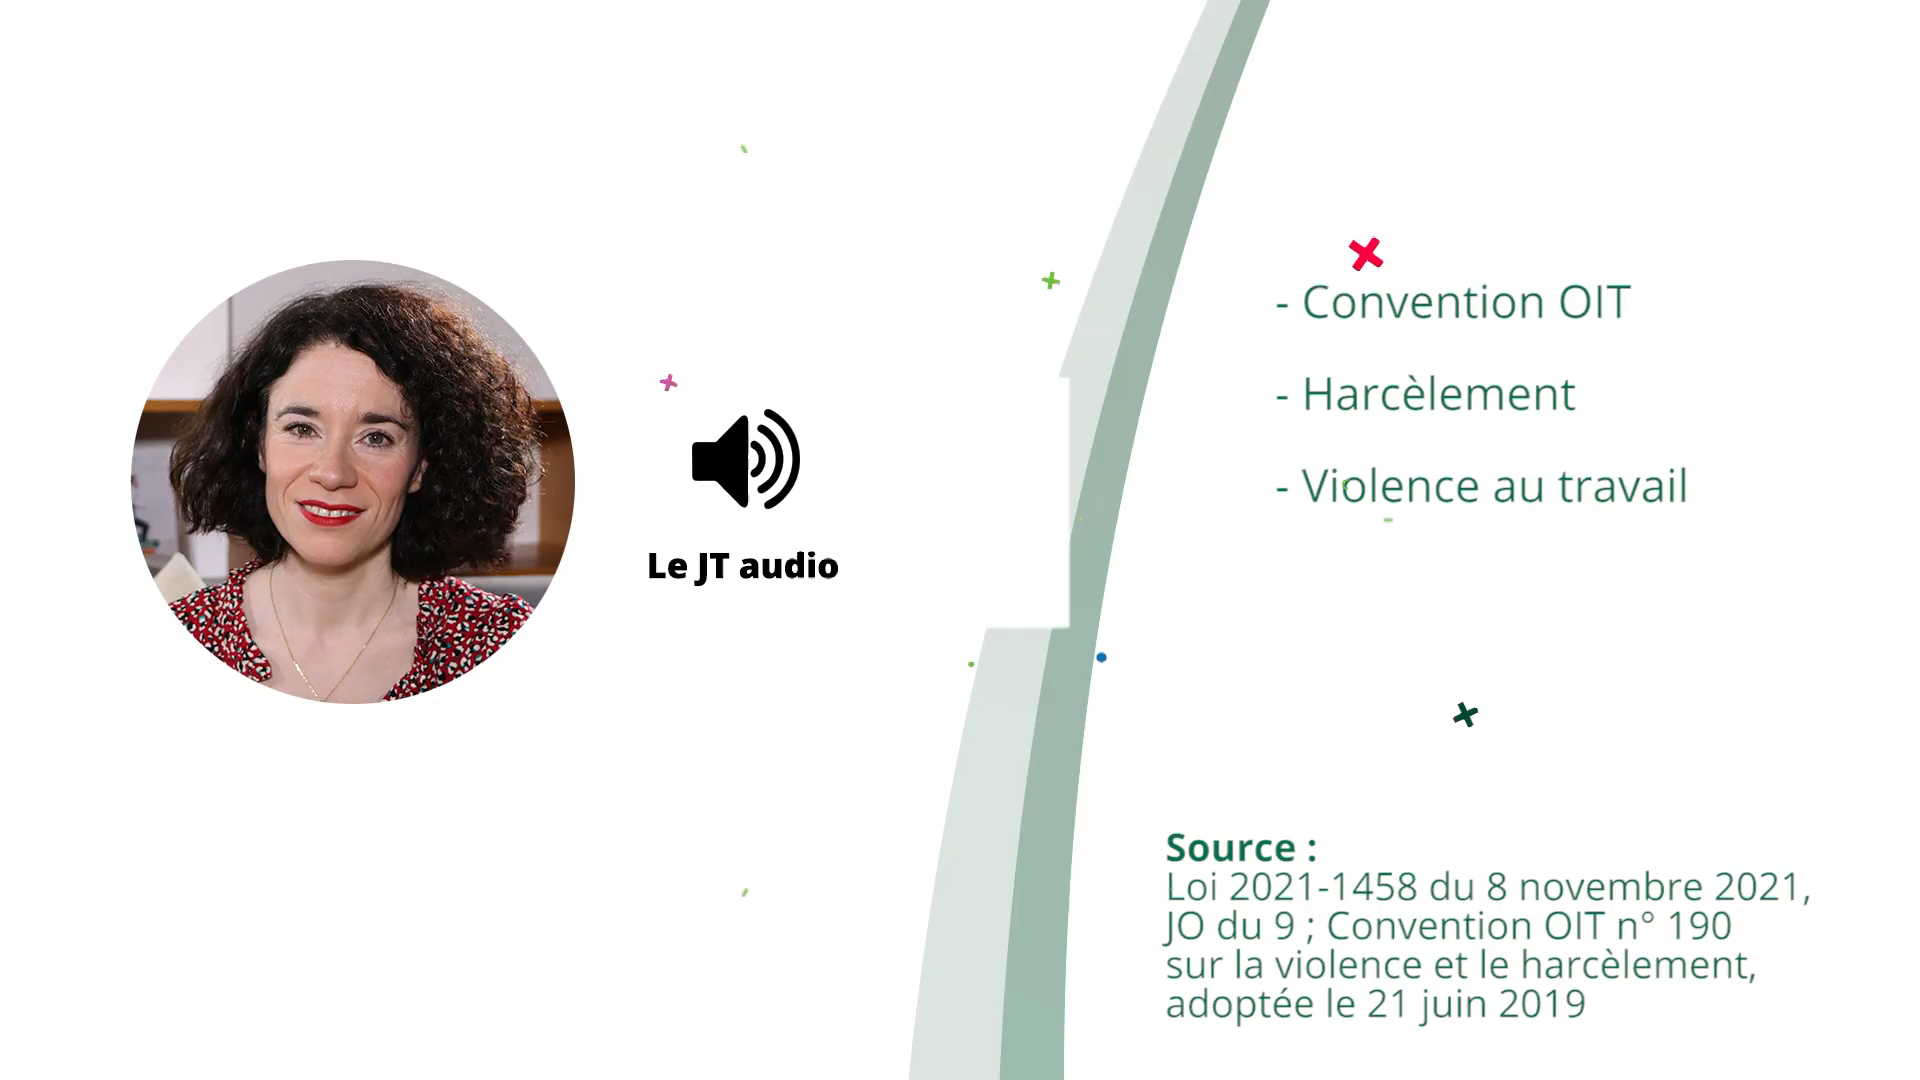 Le JT audio
- Convention OIT
- Harcèlement
- Violence au travail
Source :
Loi 2021-1458 du 8 novembre 2021,
JO du 9 ; Convention OIT n° 190
sur la violence et le harcèlement,
adoptée le 21 juin 2019